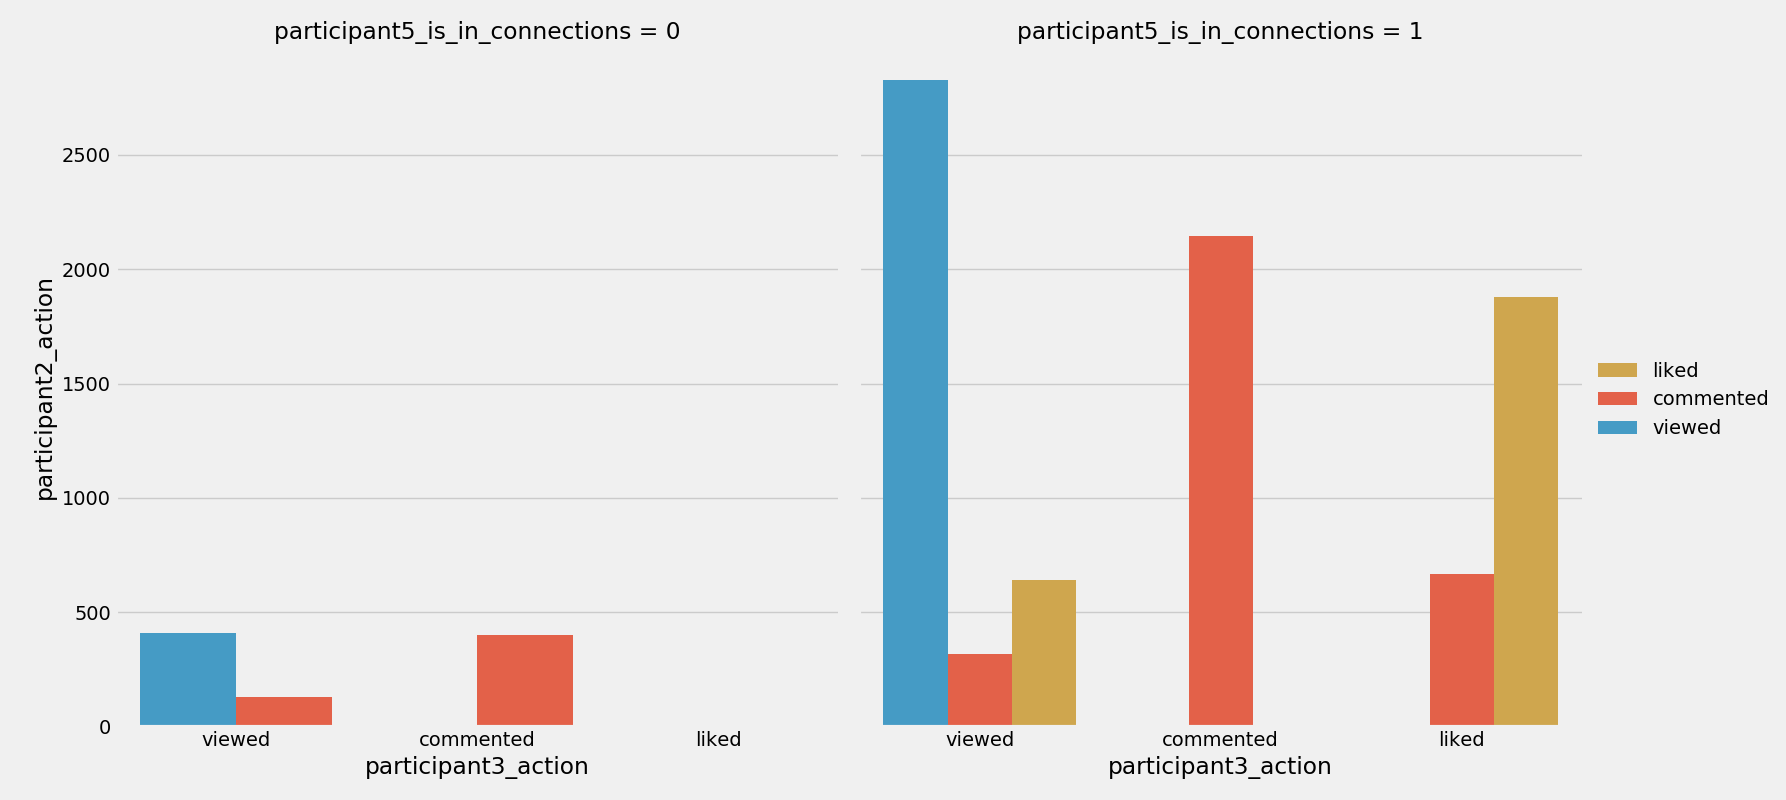 participant5_is_in_connections = 0
participant5_is_in_connections = 1
participant2_action
2500
2000
1500
1000
500
0
viewed
commented
liked
participant3_action
viewed
commented
liked
participant3_action
liked
commented
viewed